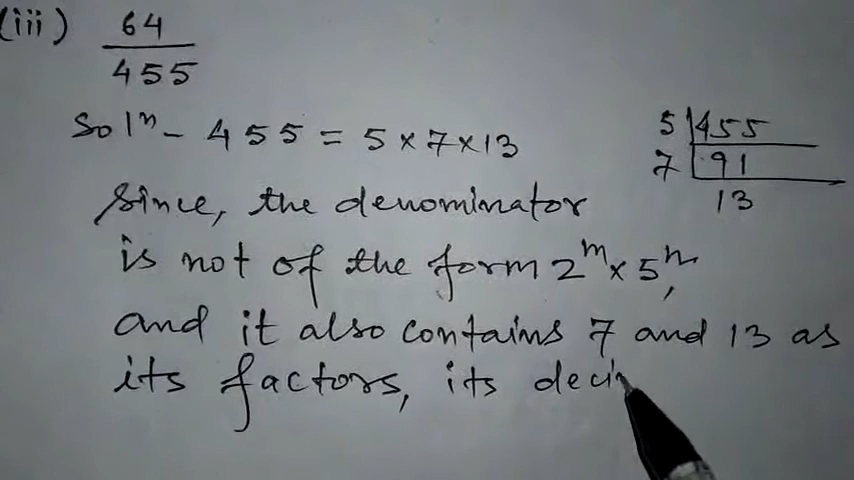 (iii) 64
455
Solⁿ - 455 = 5 × 7 × 13
5 455
7 91
13
Since, the denominator
is not of the form 2ᵐ × 5ⁿ,
and it also contains 7 and 13 as
its factors, its deci